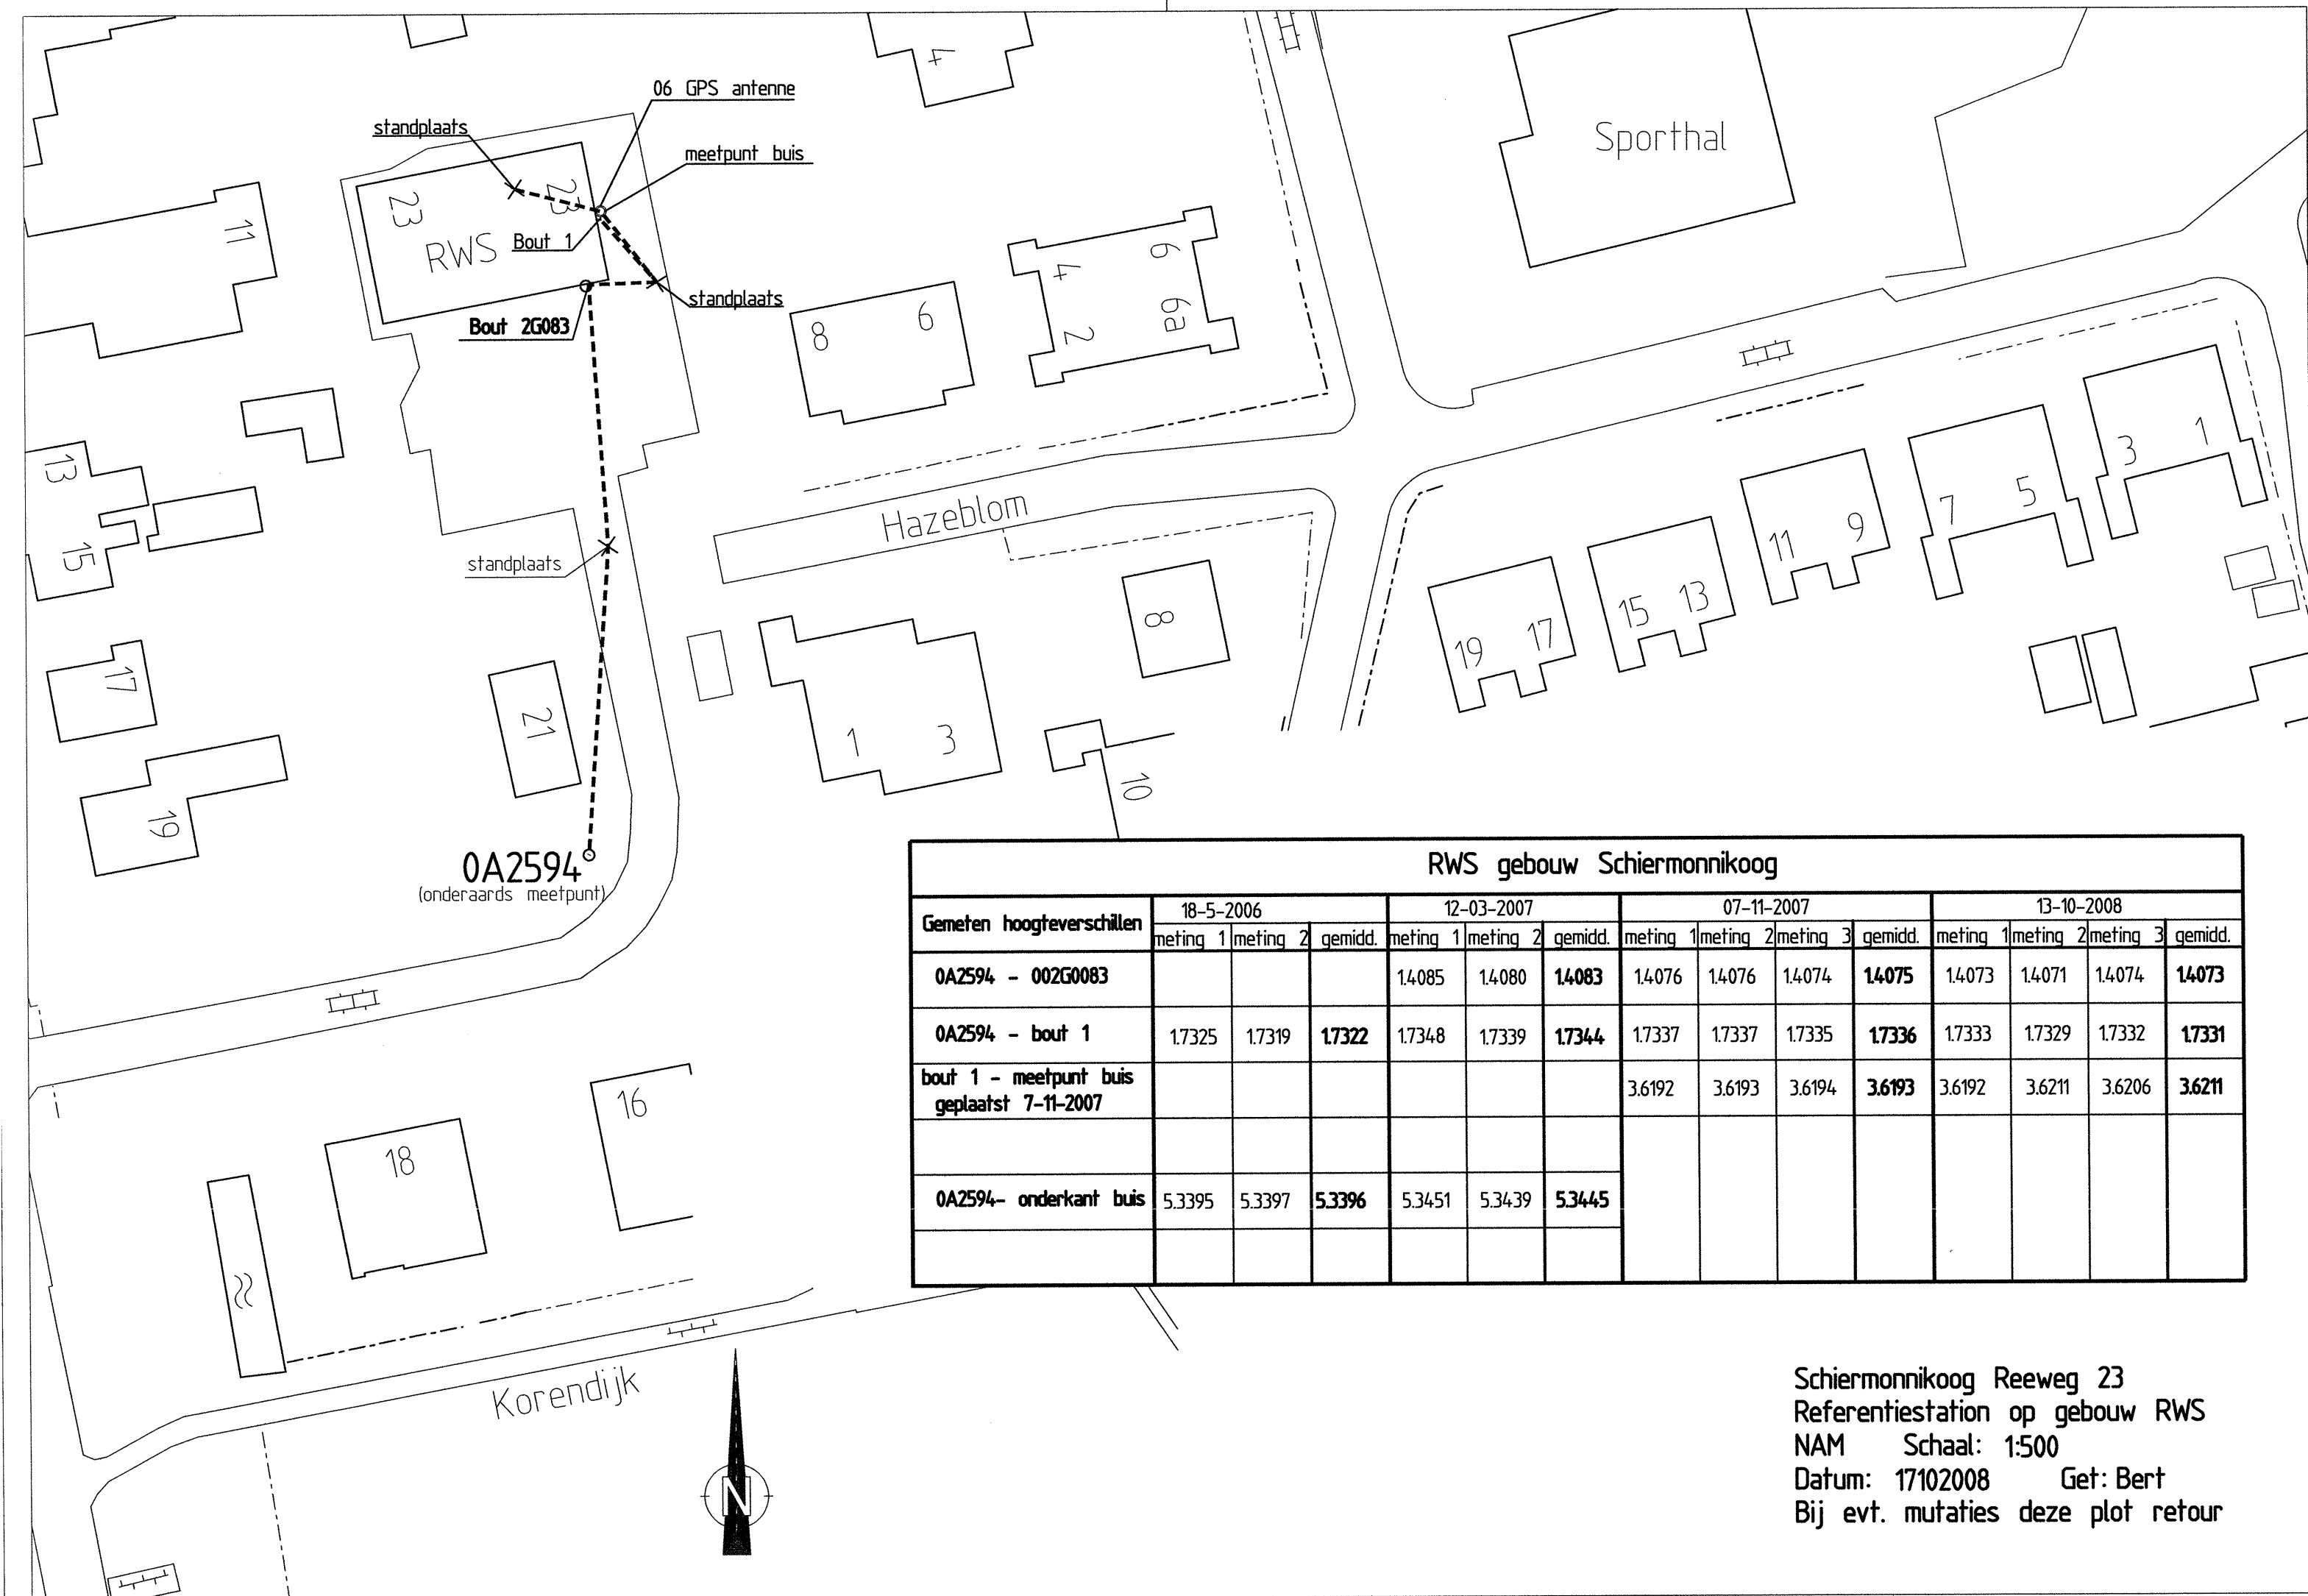 06 GPS antenne
standplaats
meetpunt buis
4
Sporthal
23
23
RWS
Bout 1
11
standplaats
Bout 2G083
8
6
4
2
6
6a
13
15
Hazeblom
standplaats
3
1
7
5
11
9
15
13
19
17
8
17
21
1
3
10
19
0A2594
(onderaards meetpunt)
RWS gebouw Schiermonnikoog
Gemeten hoogteverschillen 18-5-2006 12-03-2007 07-11-2007 13-10-2008
meting 1 meting 2 gemidd. meting 1 meting 2 gemidd. meting 1 meting 2 meting 3 gemidd. meting 1 meting 2 meting 3 gemidd.
0A2594 - 002G0083 1.4085 1.4080 1.4083 1.4076 1.4076 1.4074 1.4075 1.4073 1.4071 1.4074 1.4073
0A2594 - bout 1 1.7325 1.7319 1.7322 1.7348 1.7339 1.7344 1.7337 1.7337 1.7335 1.7336 1.7333 1.7329 1.7332 1.7331
bout 1 - meetpunt buis
geplaatst 7-11-2007 3.6192 3.6193 3.6194 3.6193 3.6192 3.6211 3.6206 3.6211
0A2594- onderkant buis 5.3395 5.3397 5.3396 5.3451 5.3439 5.3445
16
18
Korendijk
N
Schiermonnikoog Reeweg 23
Referentiestation op gebouw RWS
NAM Schaal: 1:500
Datum: 17102008 Get: Bert
Bij evt. mutaties deze plot retour